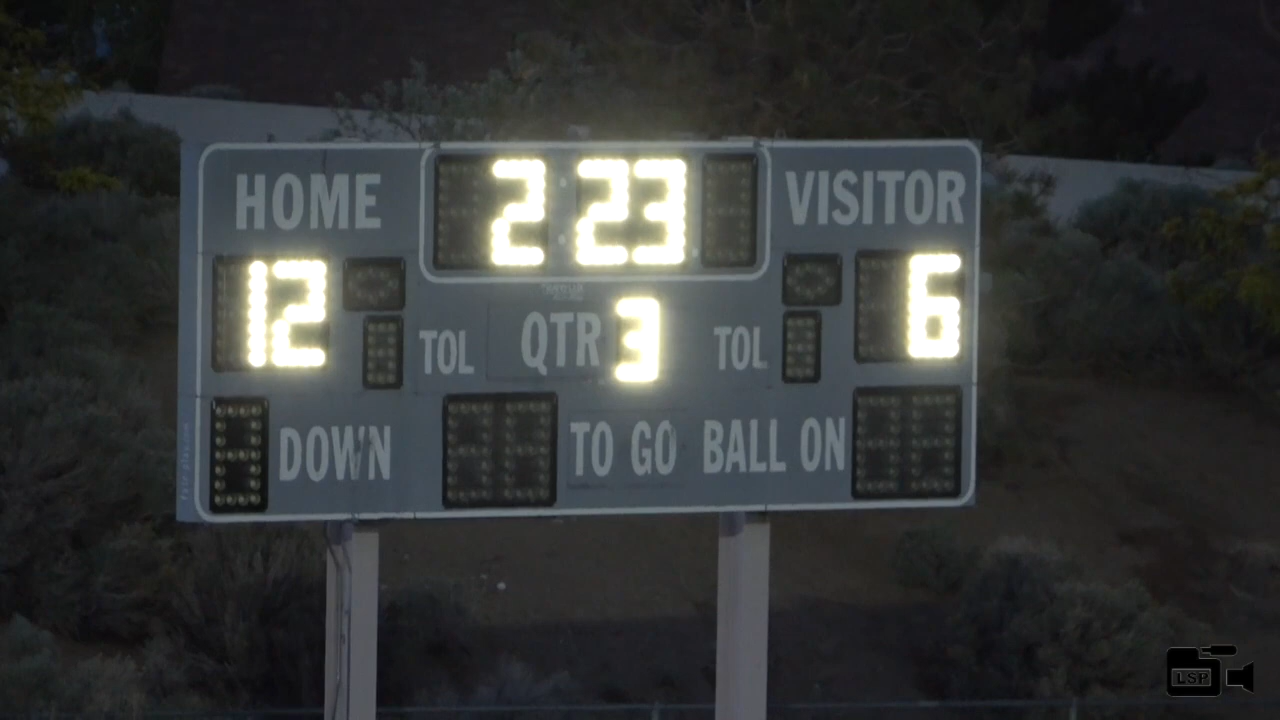 HOME 2:23 VISITOR
12 TOL QTR 3 TOL 6
DOWN TO GO BALL ON
LSP